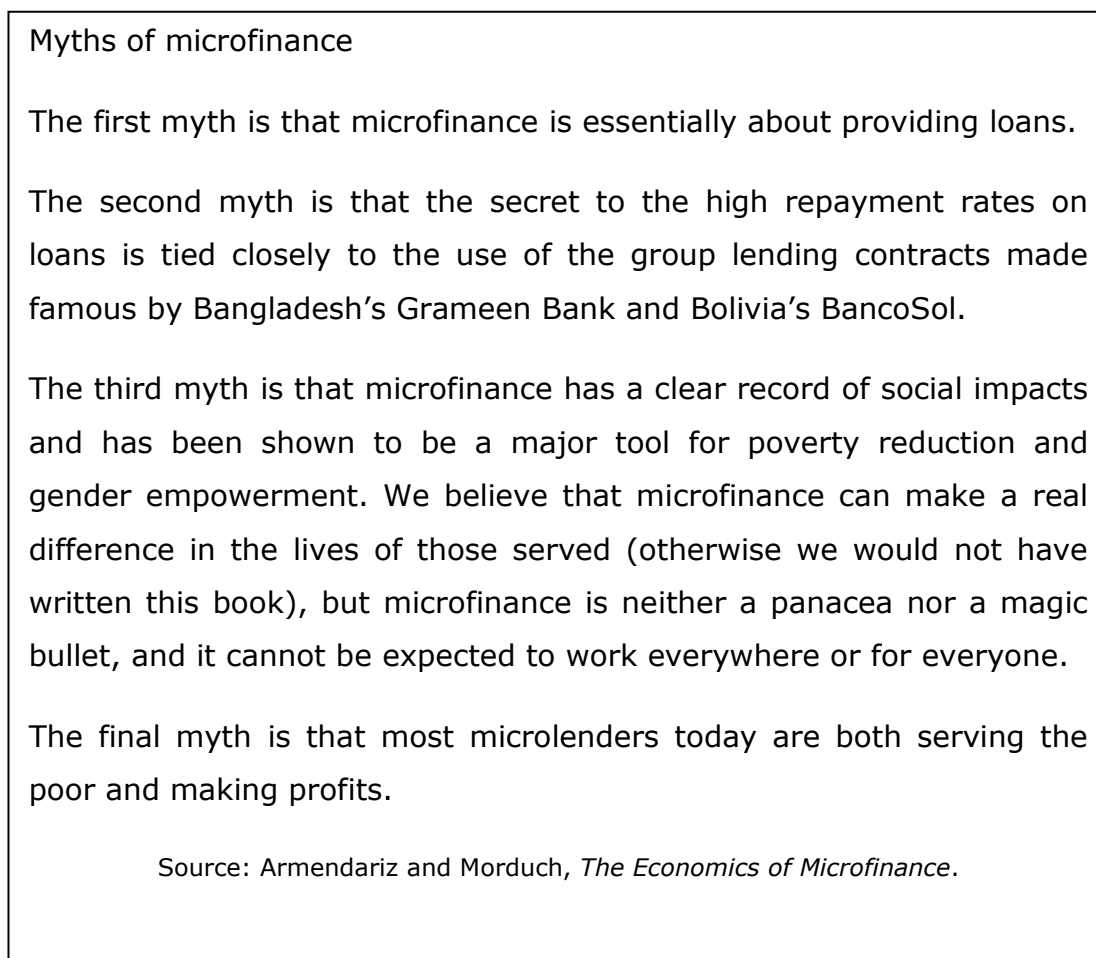 Myths of microfinance
The first myth is that microfinance is essentially about providing loans.
The second myth is that the secret to the high repayment rates on
loans is tied closely to the use of the group lending contracts made
famous by Bangladesh’s Grameen Bank and Bolivia’s BancoSol.
The third myth is that microfinance has a clear record of social impacts
and has been shown to be a major tool for poverty reduction and
gender empowerment. We believe that microfinance can make a real
difference in the lives of those served (otherwise we would not have
written this book), but microfinance is neither a panacea nor a magic
bullet, and it cannot be expected to work everywhere or for everyone.
The final myth is that most microlenders today are both serving the
poor and making profits.
Source: Armendariz and Morduch, The Economics of Microfinance.